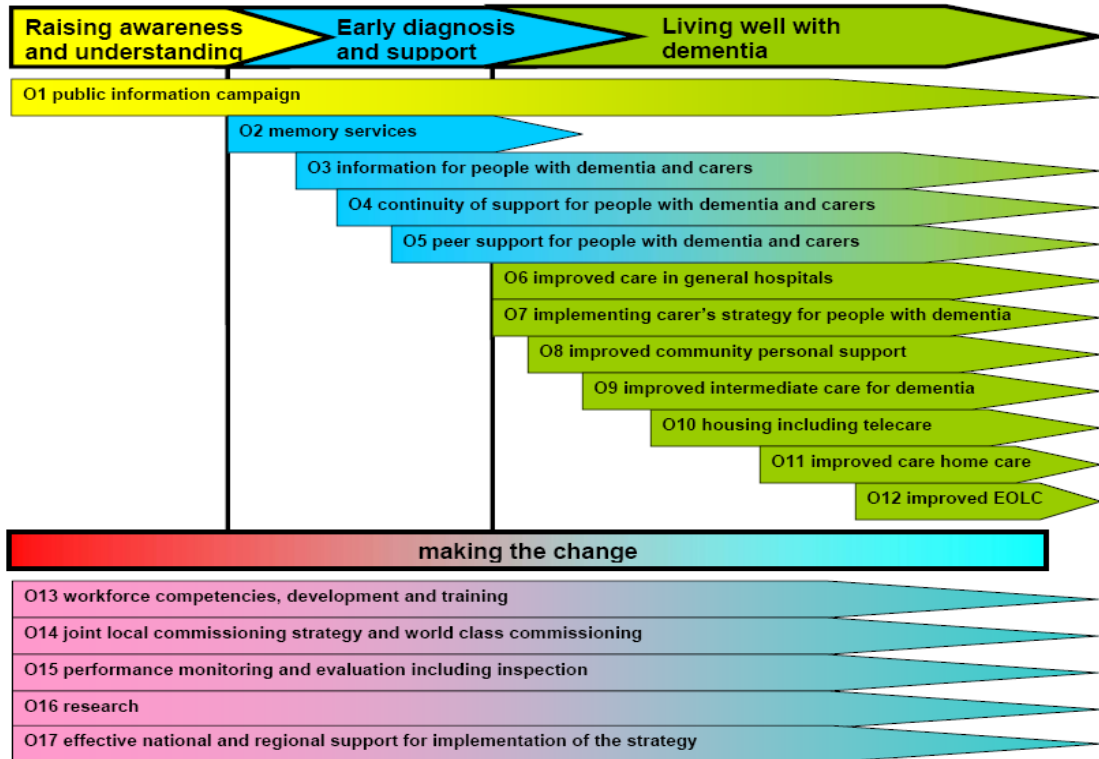 Raising awareness
and understanding
Early diagnosis
and support
Living well with
dementia
O1 public information campaign
O2 memory services
O3 information for people with dementia and carers
O4 continuity of support for people with dementia and carers
O5 peer support for people with dementia and carers
O6 improved care in general hospitals
O7 implementing carer's strategy for people with dementia
O8 improved community personal support
O9 improved intermediate care for dementia
O10 housing including telecare
O11 improved care home care
O12 improved EOLC
making the change
O13 workforce competencies, development and training
O14 joint local commissioning strategy and world class commissioning
O15 performance monitoring and evaluation including inspection
O16 research
O17 effective national and regional support for implementation of the strategy